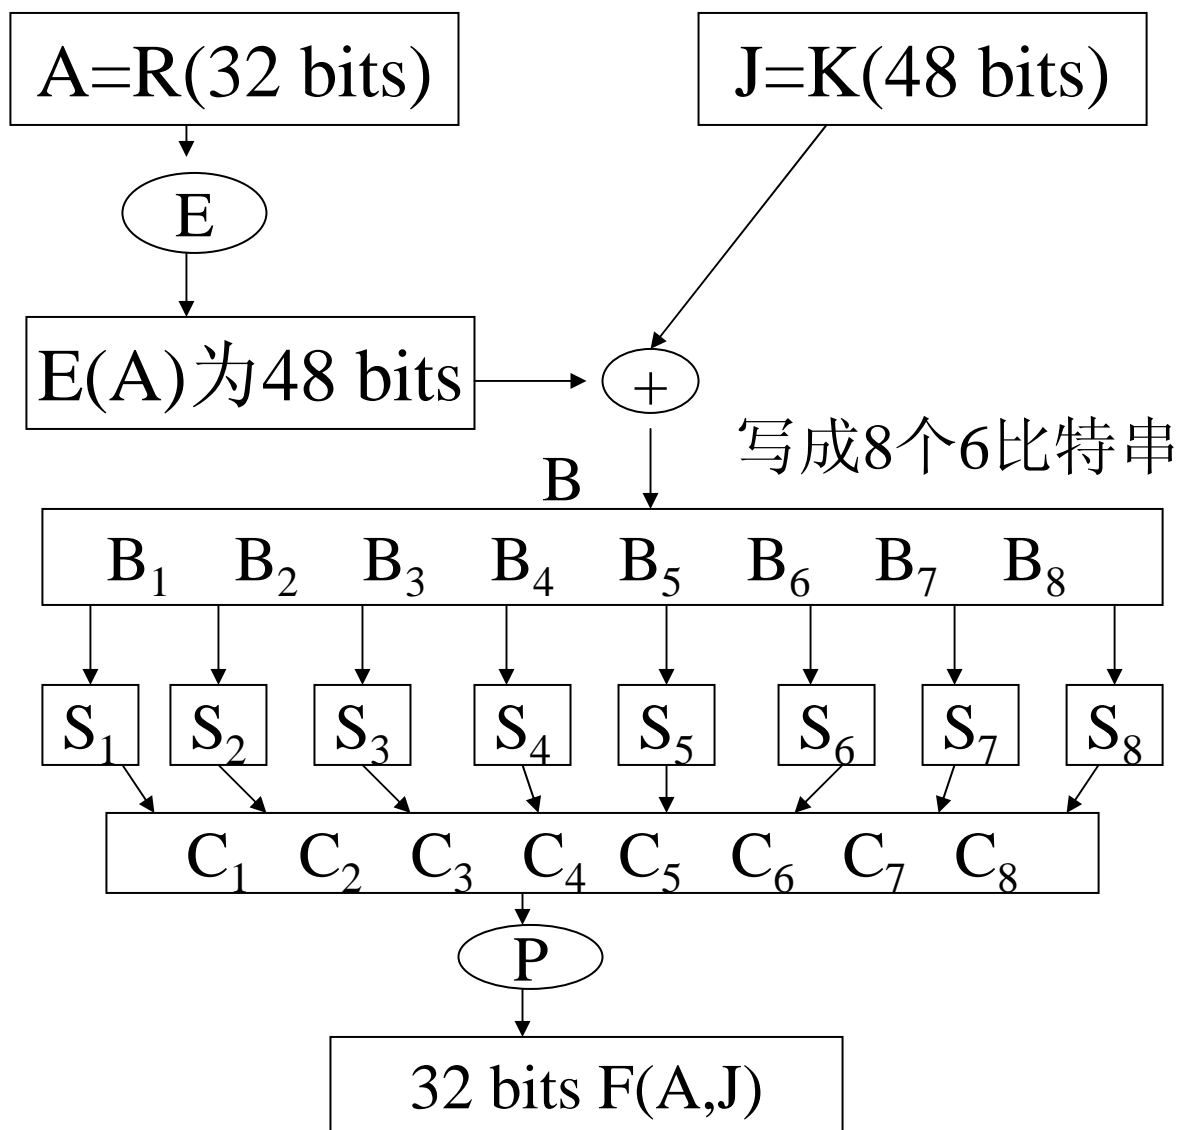 A=R(32 bits)
J=K(48 bits)
E
E(A)为48 bits
+
写成8个6比特串
B
B₁ B₂ B₃ B₄ B₅ B₆ B₇ B₈
S₁ S₂ S₃ S₄ S₅ S₆ S₇ S₈
C₁ C₂ C₃ C₄ C₅ C₆ C₇ C₈
P
32 bits F(A,J)